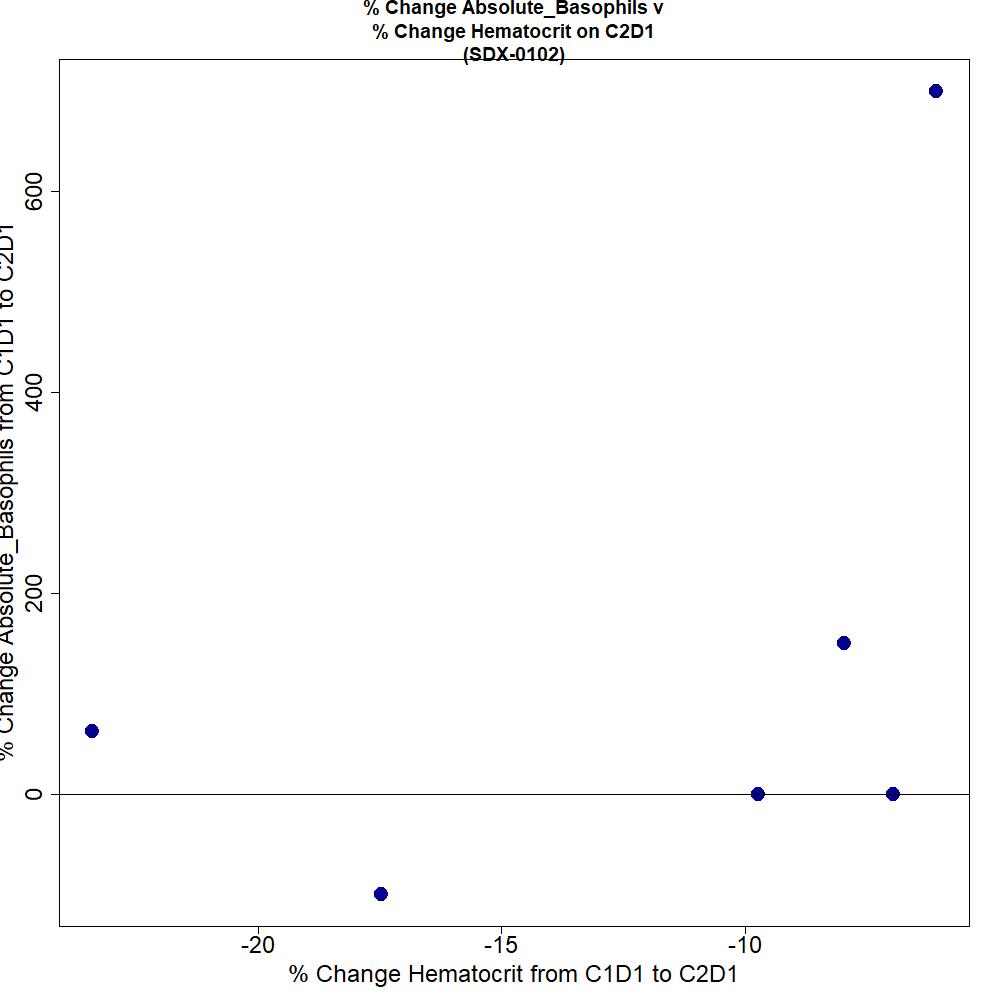 % Change Absolute_Basophils v
% Change Hematocrit on C2D1
(SDX-0102)
% Change Absolute_Basophils from C1D1 to C2D1
600
400
200
0
-20
-15
-10
% Change Hematocrit from C1D1 to C2D1